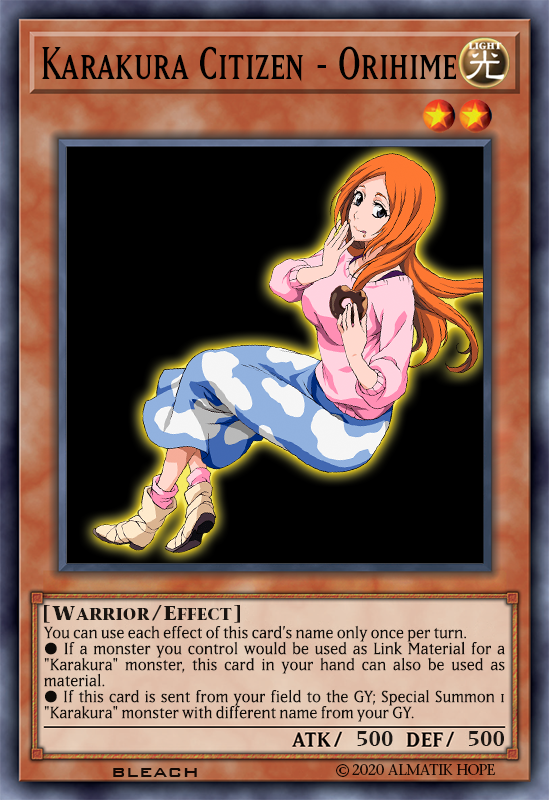 Karakura Citizen - Orihime
LIGHT
光
[Warrior/Effect]
You can use each effect of this card's name only once per turn.
● If a monster you control would be used as Link Material for a
"Karakura" monster, this card in your hand can also be used as
material.
● If this card is sent from your field to the GY; Special Summon 1
"Karakura" monster with different name from your GY.
ATK/ 500 DEF/ 500
BLEACH ©2020 ALMATIK HOPE